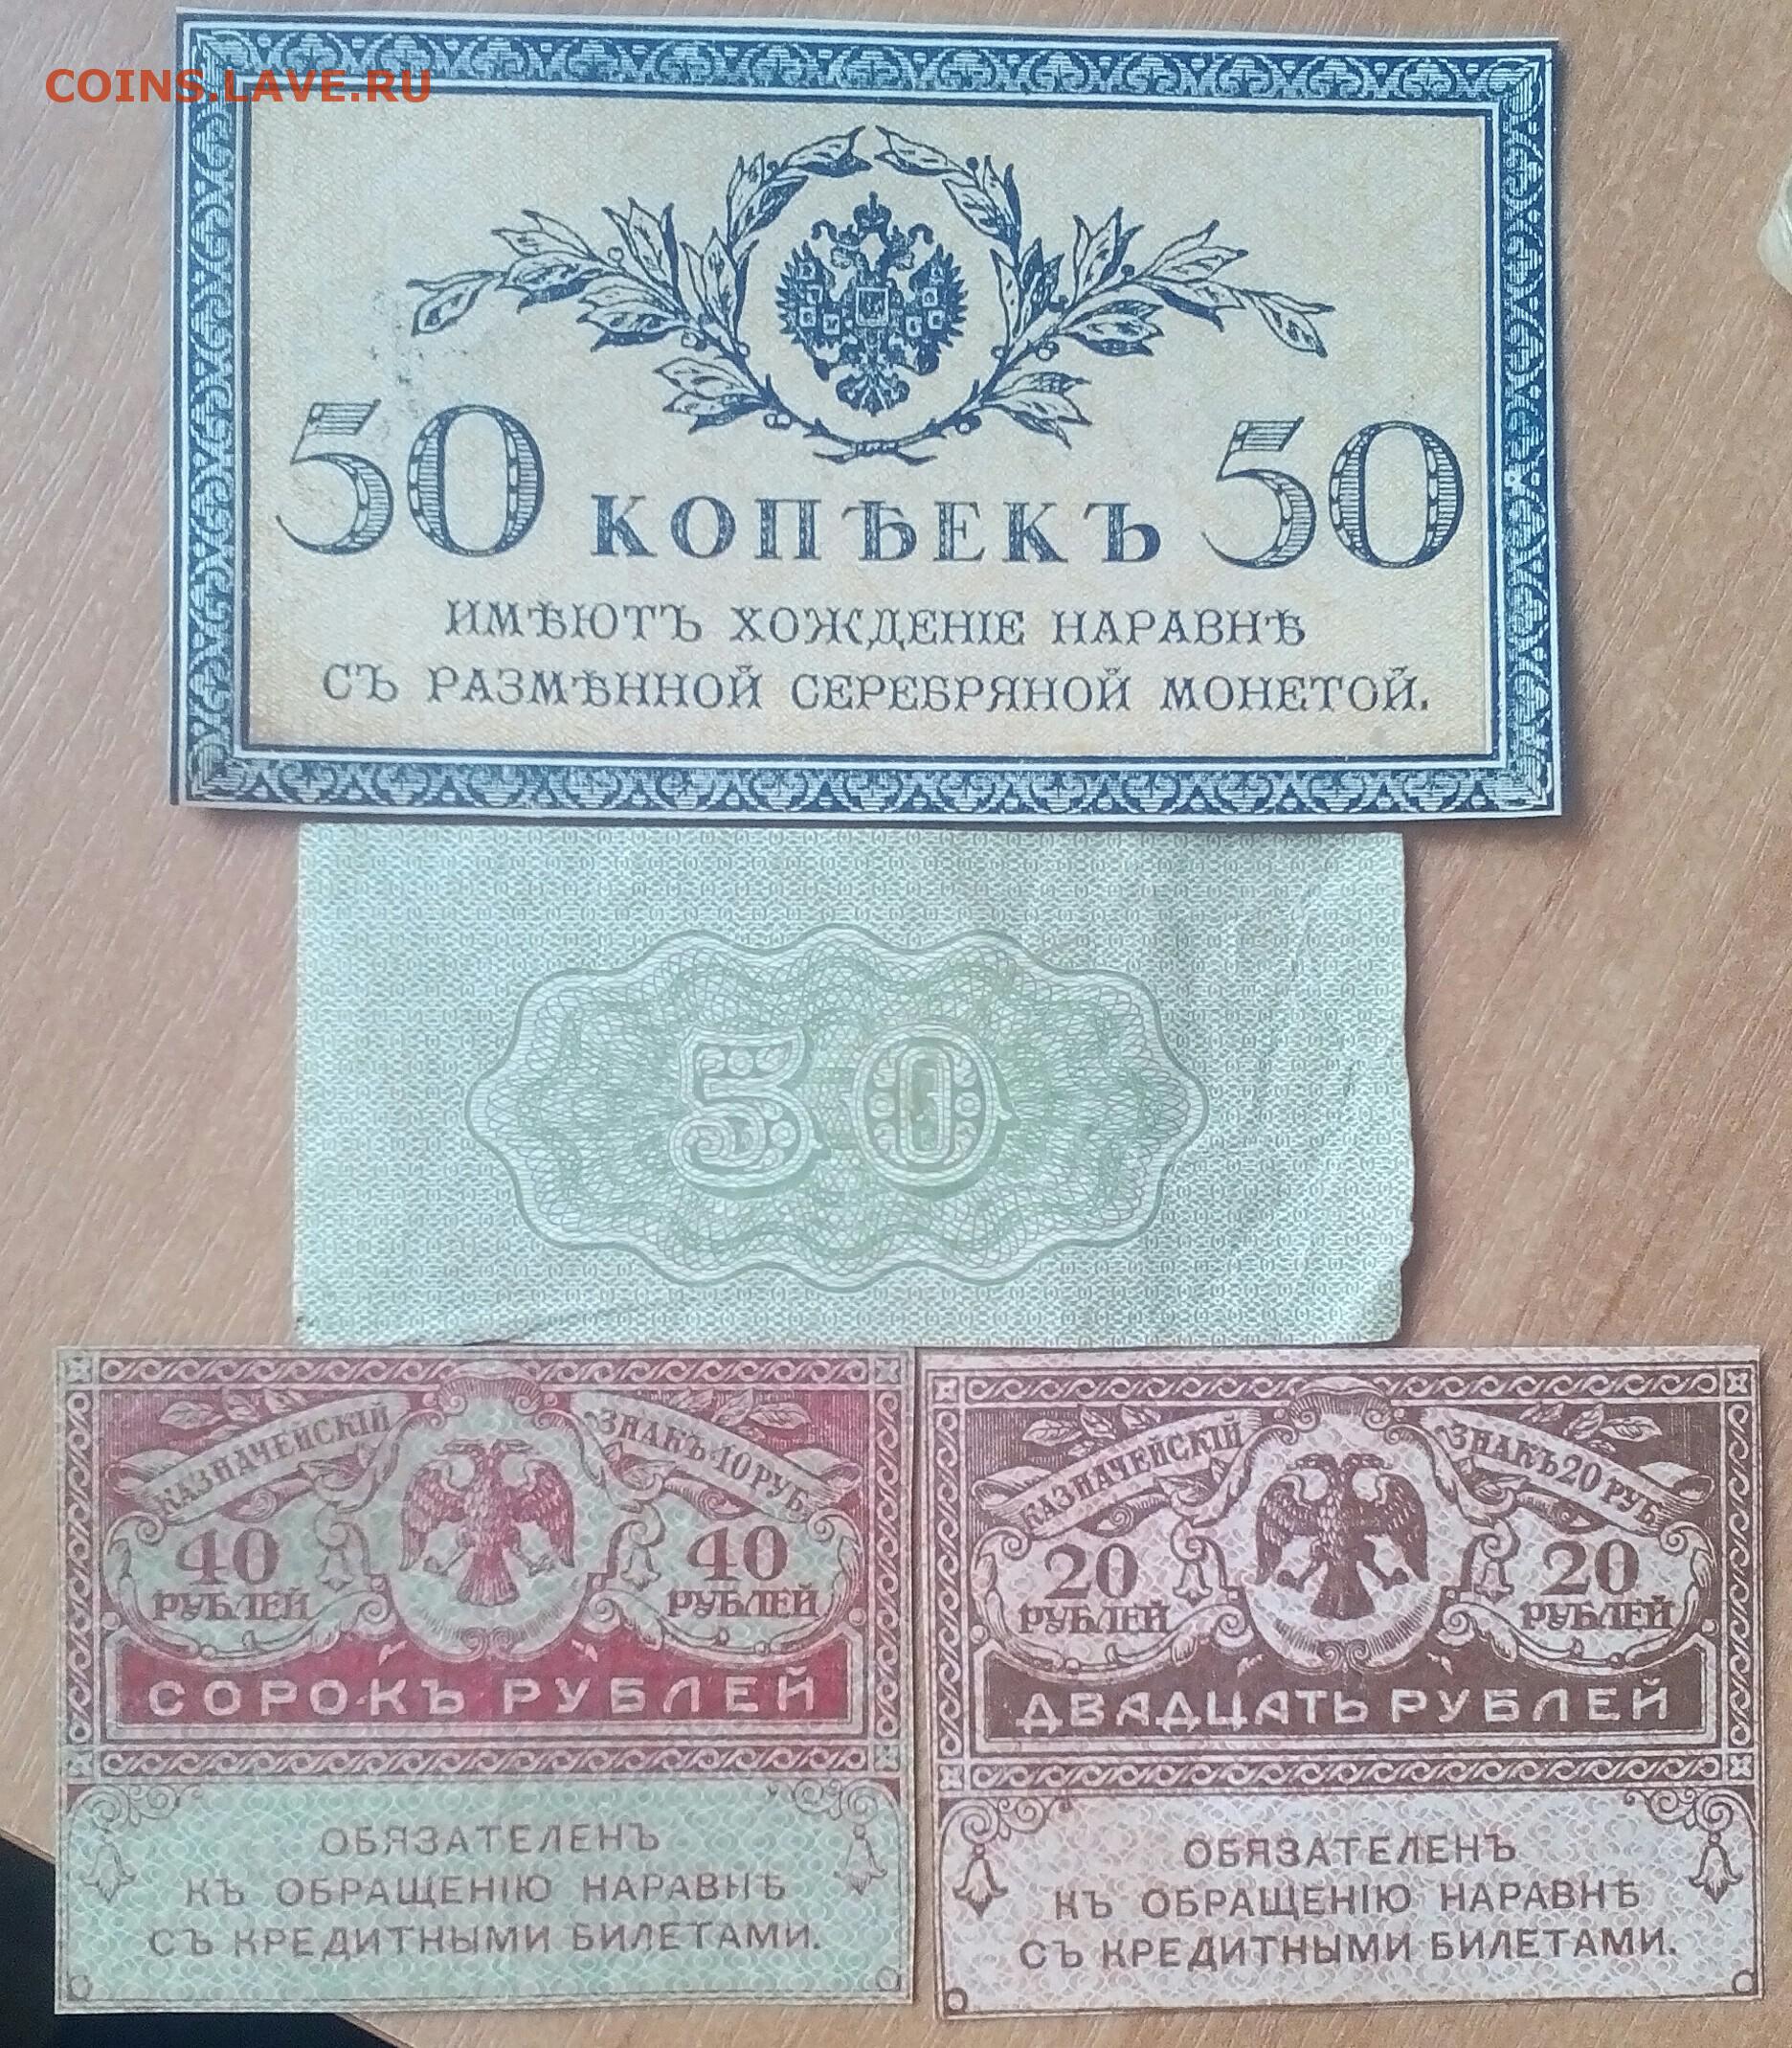 COINS.LAVE.RU
50 КОПѢЕКЪ 50
ИМѢЮТЪ ХОЖДЕНІЕ НАРАВНѢ
СЪ РАЗМѢННОЙ СЕРЕБРЯНОЙ МОНЕТОЙ.
50
КАЗНАЧЕЙСКІЙ ЗНАКЪ 40 РУБ
40 40
РУБЛЕЙ РУБЛЕЙ
СОРОКЪ РУБЛЕЙ
ОБЯЗАТЕЛЕНЪ
КЪ ОБРАЩЕНІЮ НАРАВНѢ
СЪ КРЕДИТНЫМИ БИЛЕТАМИ.
КАЗНАЧЕЙСКІЙ ЗНАКЪ 20 РУБ
20 20
РУБЛЕЙ РУБЛЕЙ
ДВАДЦАТЬ РУБЛЕЙ
ОБЯЗАТЕЛЕНЪ
КЪ ОБРАЩЕНІЮ НАРАВНѢ
СЪ КРЕДИТНЫМИ БИЛЕТАМИ.